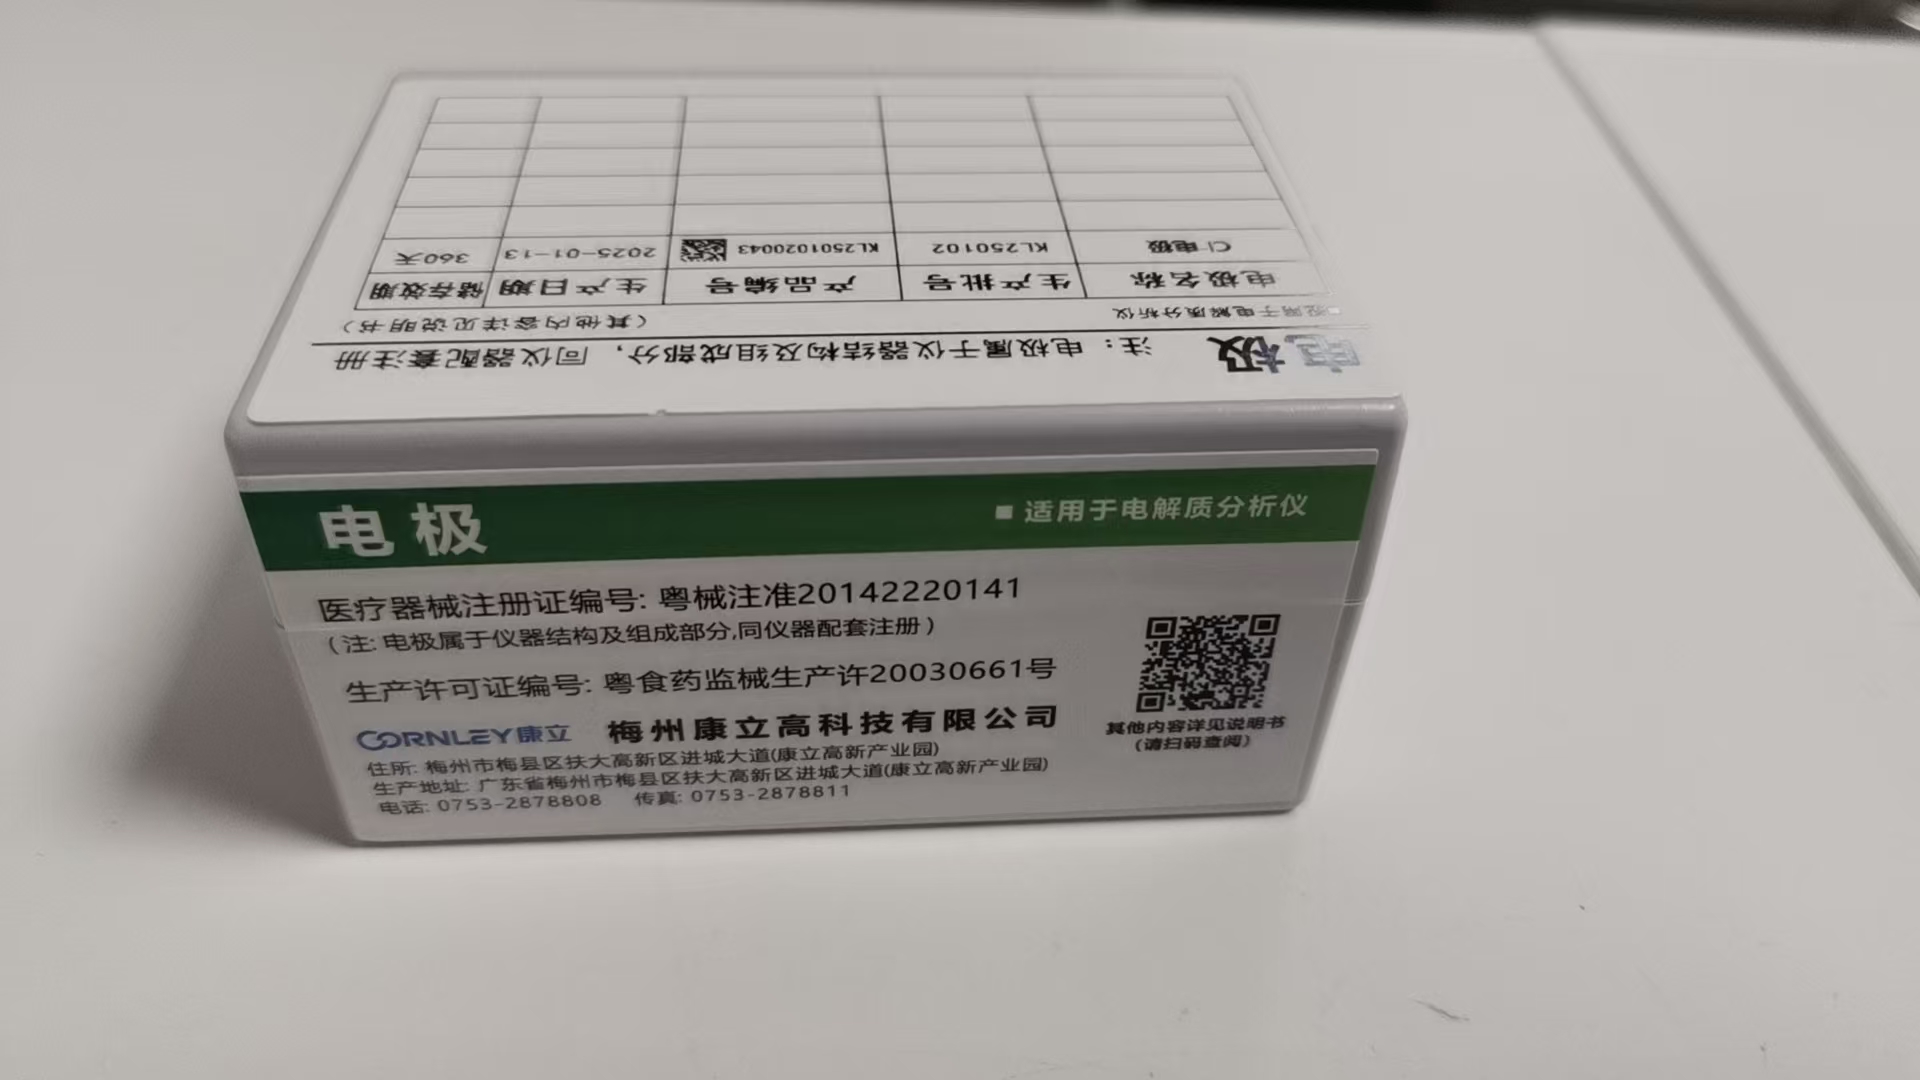 电极
注：电极属于仪器结构及组成部分，同仪器配套注册
■适用于电解质分析仪
（其他内容详见说明书）
电极名称 生产批号 产品编号 生产日期 储存效期
Cl 电极 KL250102 KL2501020043 2025-01-13 360天
电极
■ 适用于电解质分析仪
医疗器械注册证编号: 粤械注准20142220141
（注: 电极属于仪器结构及组成部分,同仪器配套注册）
生产许可证编号: 粤食药监械生产许20030661号
CORNLEY康立 梅州康立高科技有限公司
住所: 梅州市梅县区扶大高新区进城大道(康立高新产业园)
生产地址: 广东省梅州市梅县区扶大高新区进城大道(康立高新产业园)
电话: 0753-2878808 传真: 0753-2878811
其他内容详见说明书
（请扫码查阅）